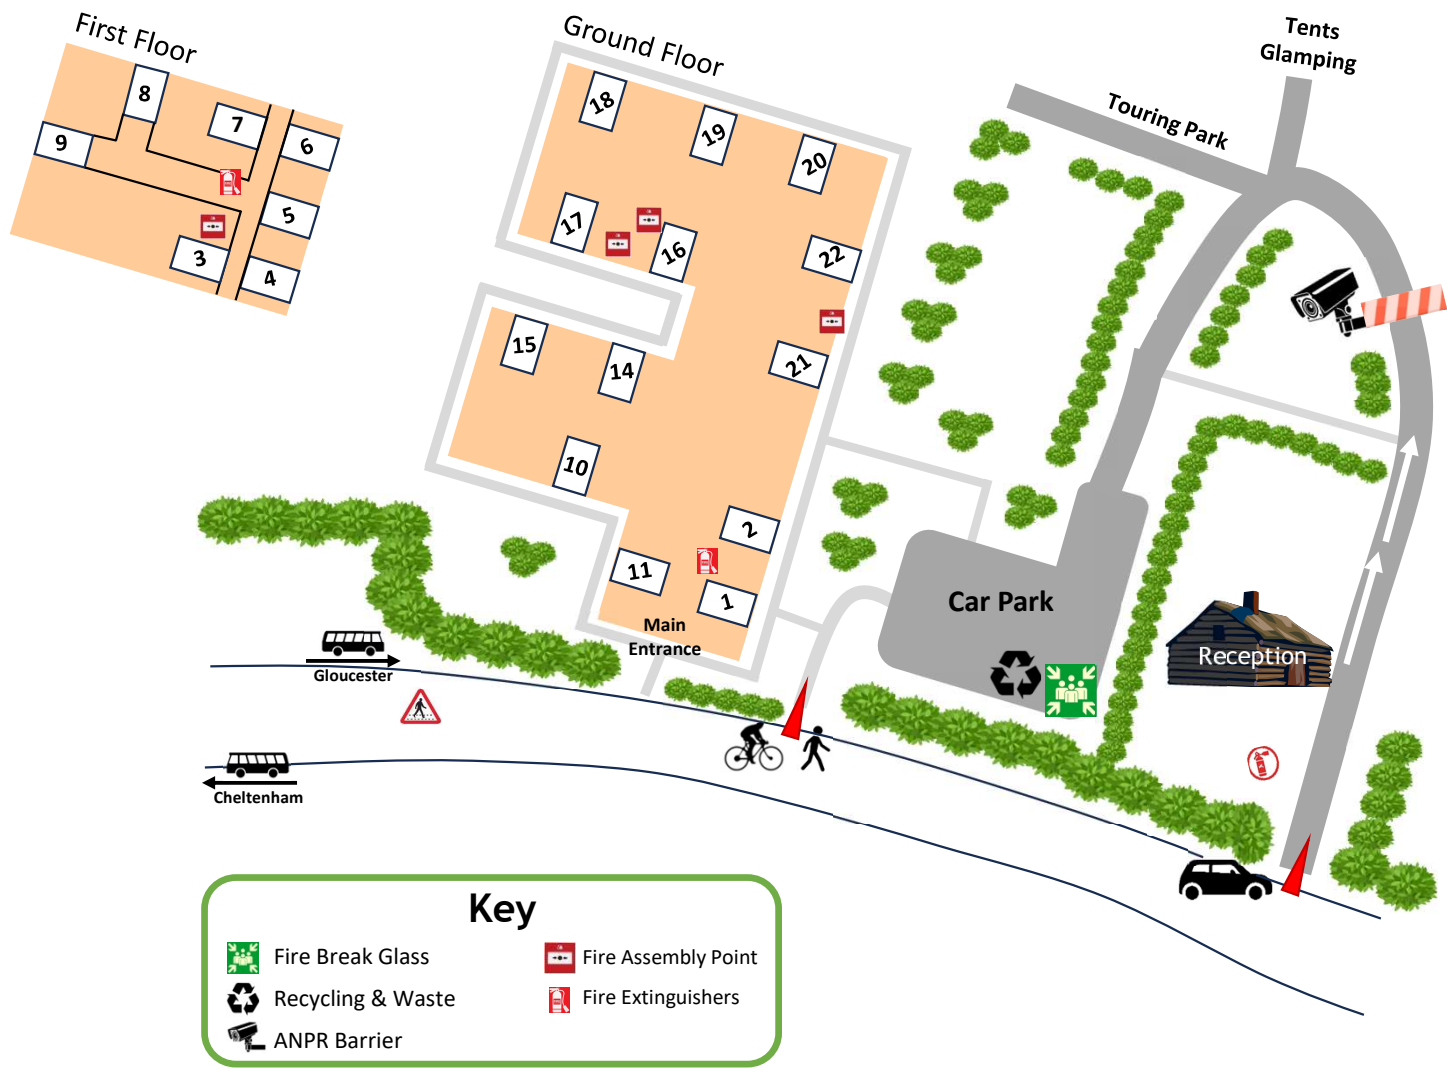 First Floor
8
7
9
6
5
3
4
Ground Floor
18
19
20
17
16
22
15
14
21
10
2
11
1
Main
Entrance
Tents
Glamping
Touring Park
Car Park
Reception
Gloucester
Cheltenham
Key
Fire Break Glass
Fire Assembly Point
Recycling & Waste
Fire Extinguishers
ANPR Barrier